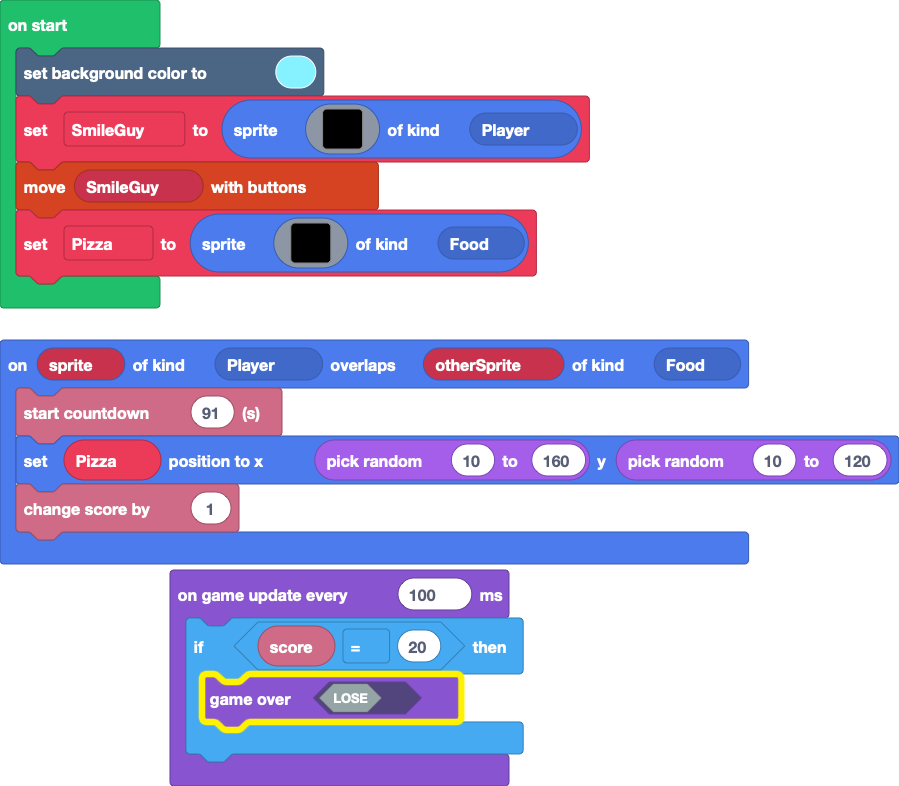 on start
set background color to
set SmileGuy to sprite of kind Player
move SmileGuy with buttons
set Pizza to sprite of kind Food
on sprite of kind Player overlaps otherSprite of kind Food
start countdown 91 (s)
set Pizza position to x pick random 10 to 160 y pick random 10 to 120
change score by 1
on game update every 100 ms
if score = 20 then
game over LOSE